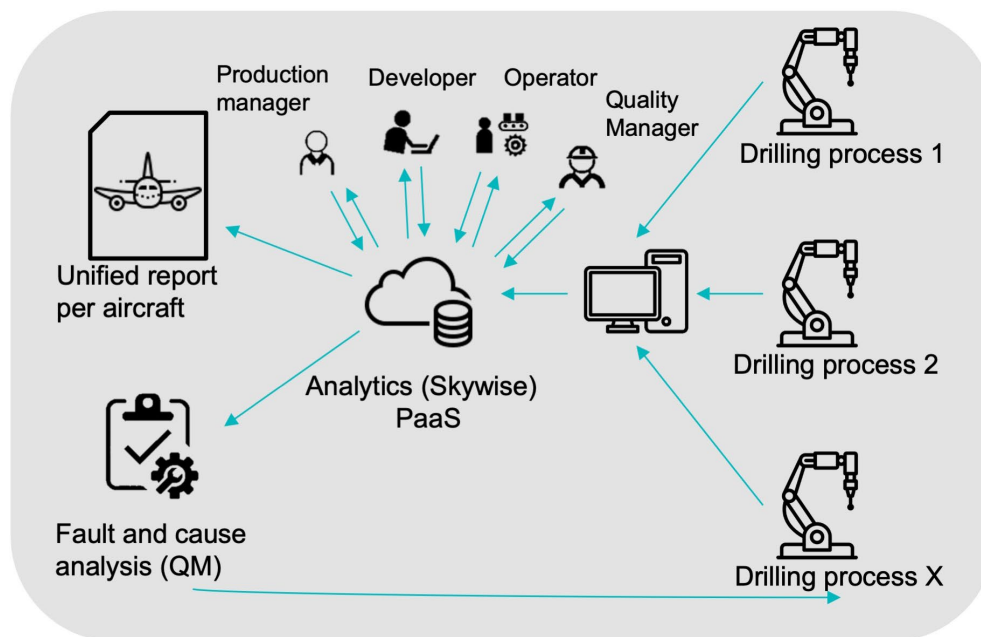 Production
manager
Developer
Operator
Quality
Manager
Drilling process 1
Unified report
per aircraft
Drilling process 2
Analytics (Skywise)
PaaS
Fault and cause
analysis (QM)
Drilling process X